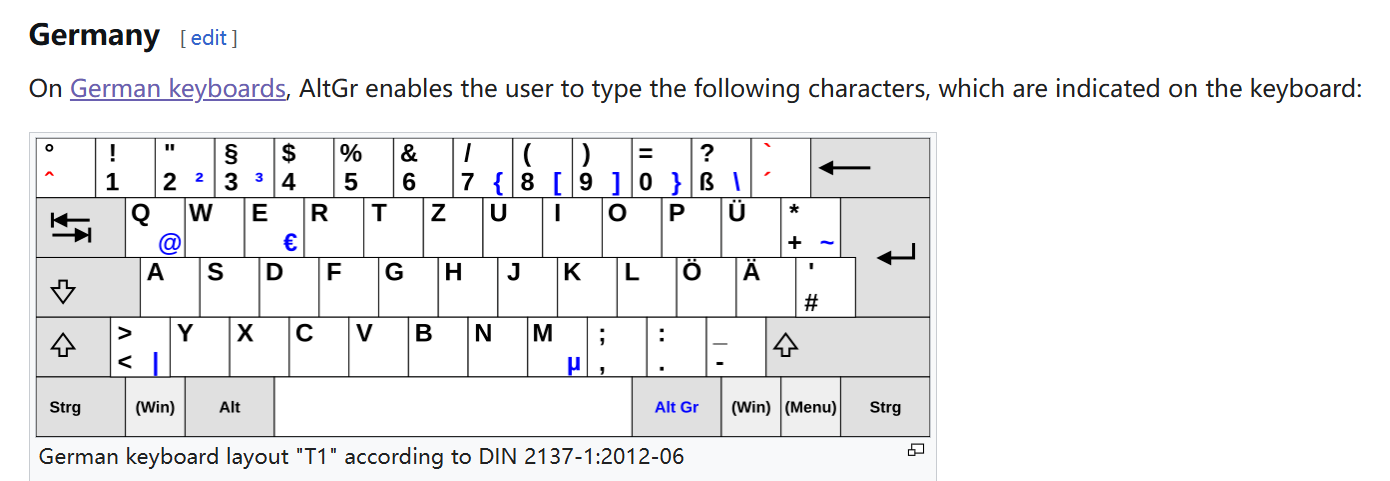 Germany [ edit ]
On German keyboards, AltGr enables the user to type the following characters, which are indicated on the keyboard:
° ! " § $ % & / ( ) = ? `
^ 1 2 ² 3 ³ 4 5 6 7 { 8 [ 9 ] 0 } ß \ ´
Q W E R T Z U I O P Ü *
@ € + ~
A S D F G H J K L Ö Ä '
#
> Y X C V B N M ; : _
< | µ , . -
Strg (Win) Alt Alt Gr (Win) (Menu) Strg
German keyboard layout "T1" according to DIN 2137-1:2012-06